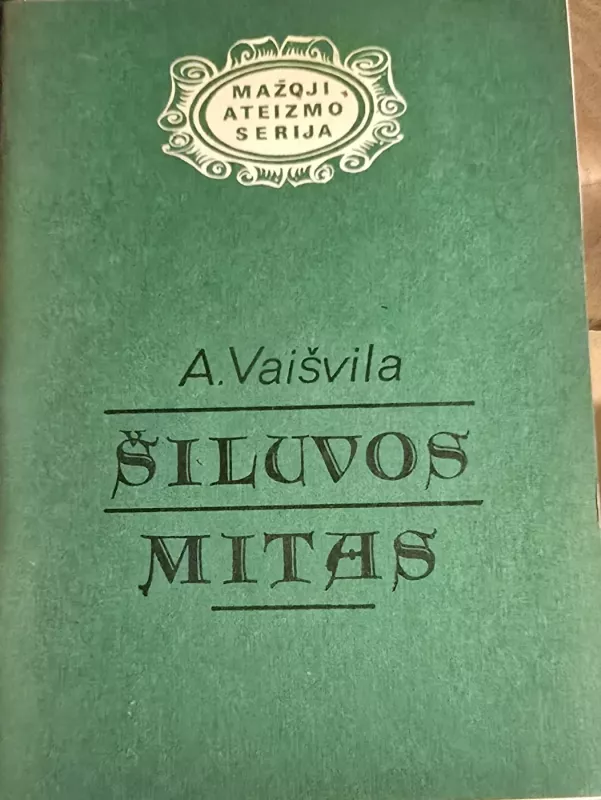 MAŽOJI
ATEIZMO
SERIJA
A. Vaišvila
ŠILUVOS
MITAS